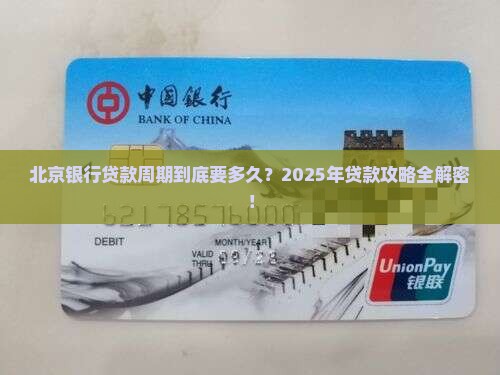 中国银行
BANK OF CHINA
北京银行贷款周期到底要多久？2025年贷款攻略全解密
！
DEBIT
MONTH/YEAR
VALID
THRU
UnionPay
银联